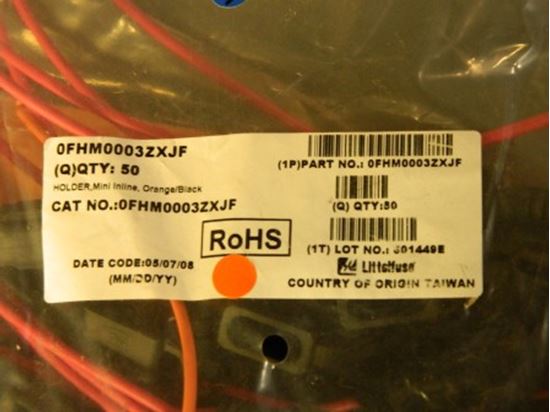 0FHM0003ZXJF
(Q)QTY: 50
HOLDER,Mini Inline, Orange/Black
CAT NO.:0FHM0003ZXJF
RoHS
DATE CODE:05/07/08
(MM/DD/YY)
(1P)PART NO.: 0FHM0003ZXJF
(Q) QTY:50
(1T) LOT NO.:
Littelfuse
COUNTRY OF ORIGIN TAIWAN